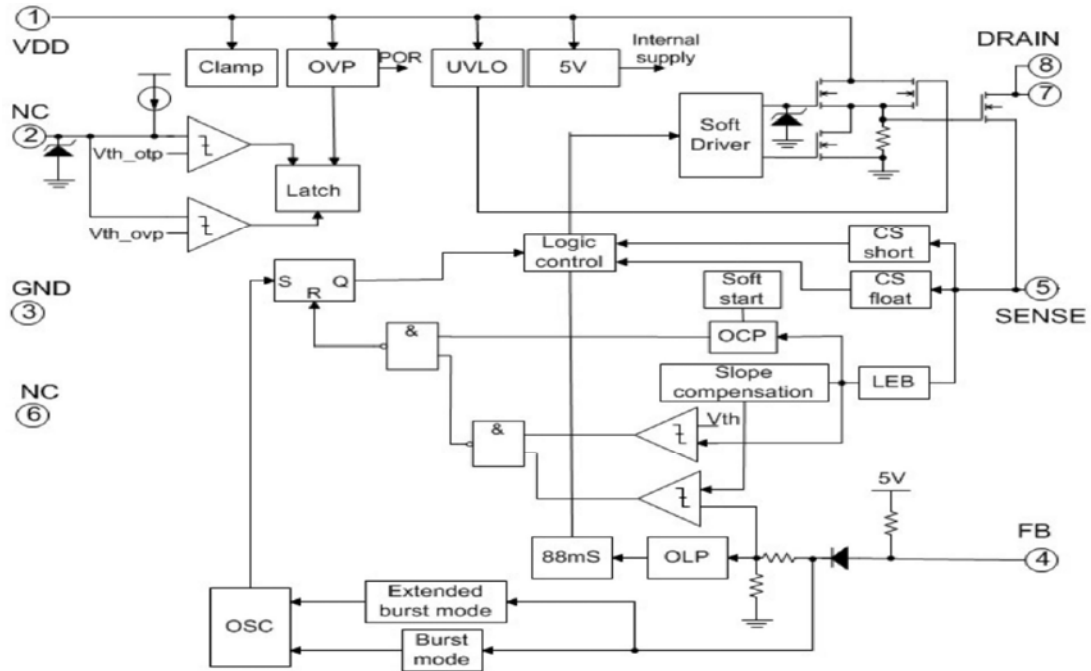 1
VDD
Clamp
OVP
POR
UVLO
5V
Internal
supply
DRAIN
8
7
NC
2
Vth_otp
Soft
Driver
Latch
Vth_ovp
Logic
control
CS
short
S
Q
R
Soft
start
CS
float
5
SENSE
GND
3
&
OCP
Slope
compensation
LEB
NC
6
Vth
&
5V
88mS
OLP
FB
4
Extended
burst mode
OSC
Burst
mode